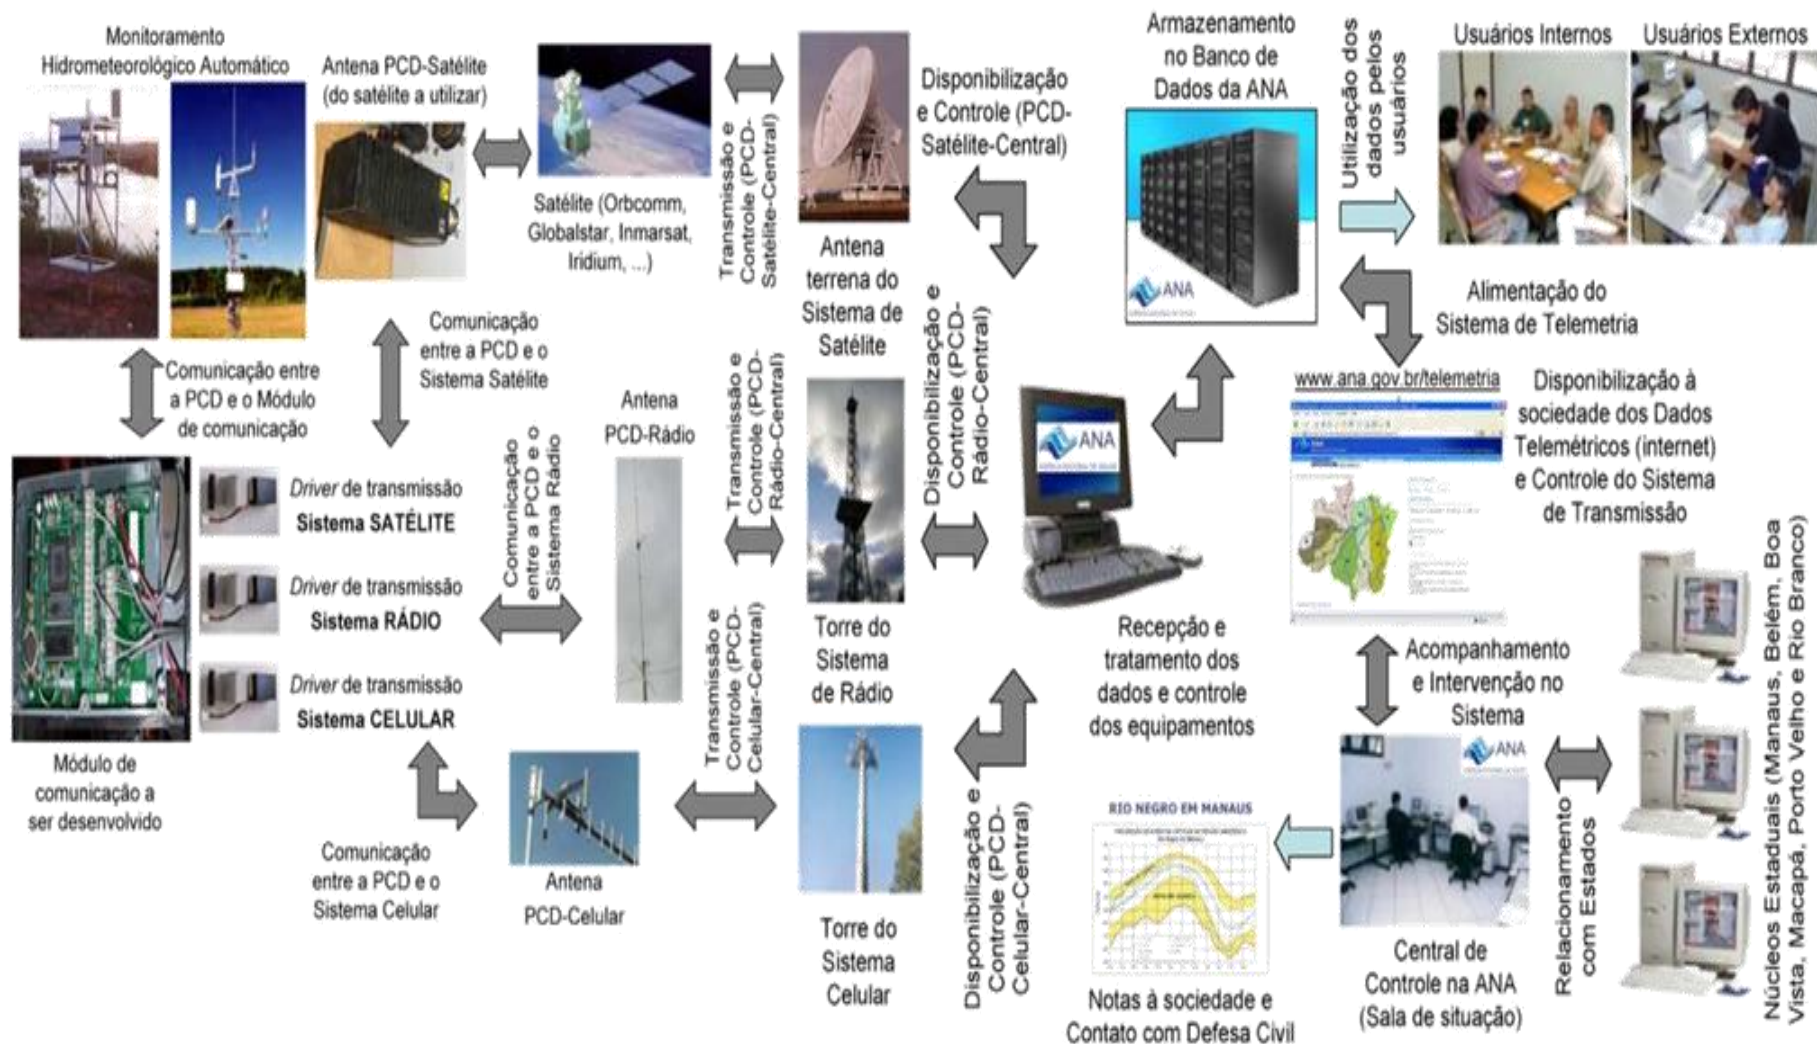 Monitoramento
Hidrometeorológico Automático
Antena PCD-Satélite
(do satélite a utilizar)
Satélite (Orbcomm,
Globalstar, Inmarsat,
Iridium, ...)
Transmissão e
Controle (PCD-
Satélite-Central)
Antena
terrena do
Sistema de
Satélite
Disponibilização
e Controle (PCD-
Satélite-Central)
Armazenamento
no Banco de
Dados da ANA
ANA
Utilização dos
dados pelos
usuários
Usuários Internos
Usuários Externos
Alimentação do
Sistema de Telemetria
Comunicação entre
a PCD e o Módulo
de comunicação
Comunicação
entre a PCD e o
Sistema Satélite
Antena
PCD-Rádio
Transmissão e
Controle (PCD-
Rádio-Central)
Disponibilização e
Controle (PCD-
Rádio-Central)
ANA
www.ana.gov.br/telemetria
Disponibilização à
sociedade dos Dados
Telemétricos (internet)
e Controle do Sistema
de Transmissão
Driver de transmissão
Sistema SATÉLITE
Driver de transmissão
Sistema RÁDIO
Driver de transmissão
Sistema CELULAR
Comunicação
entre a PCD e o
Sistema Rádio
Torre do
Sistema
de Rádio
Recepção e
tratamento dos
dados e controle
dos equipamentos
Acompanhamento
e Intervenção no
Sistema
Módulo de
comunicação a
ser desenvolvido
Comunicação
entre a PCD e o
Sistema Celular
Antena
PCD-Celular
Transmissão e
Controle (PCD-
Celular-Central)
Torre do
Sistema
Celular
Disponibilização e
Controle (PCD-
Celular-Central)
RIO NEGRO EM MANAUS
Notas à sociedade e
Contato com Defesa Civil
ANA
Central de
Controle na ANA
(Sala de situação)
Relacionamento
com Estados
Núcleos Estaduais (Manaus, Belém, Boa
Vista, Macapá, Porto Velho e Rio Branco)